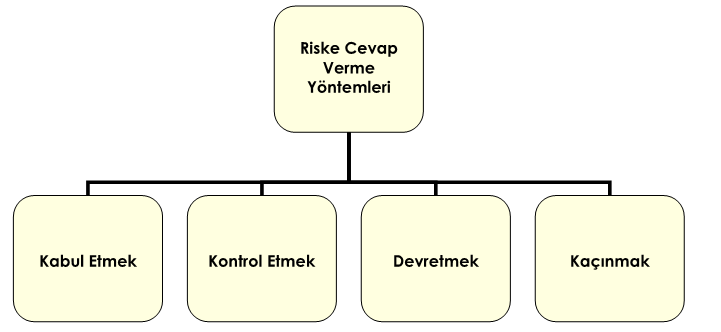 Riske Cevap
Verme
Yöntemleri
Kabul Etmek
Kontrol Etmek
Devretmek
Kaçınmak